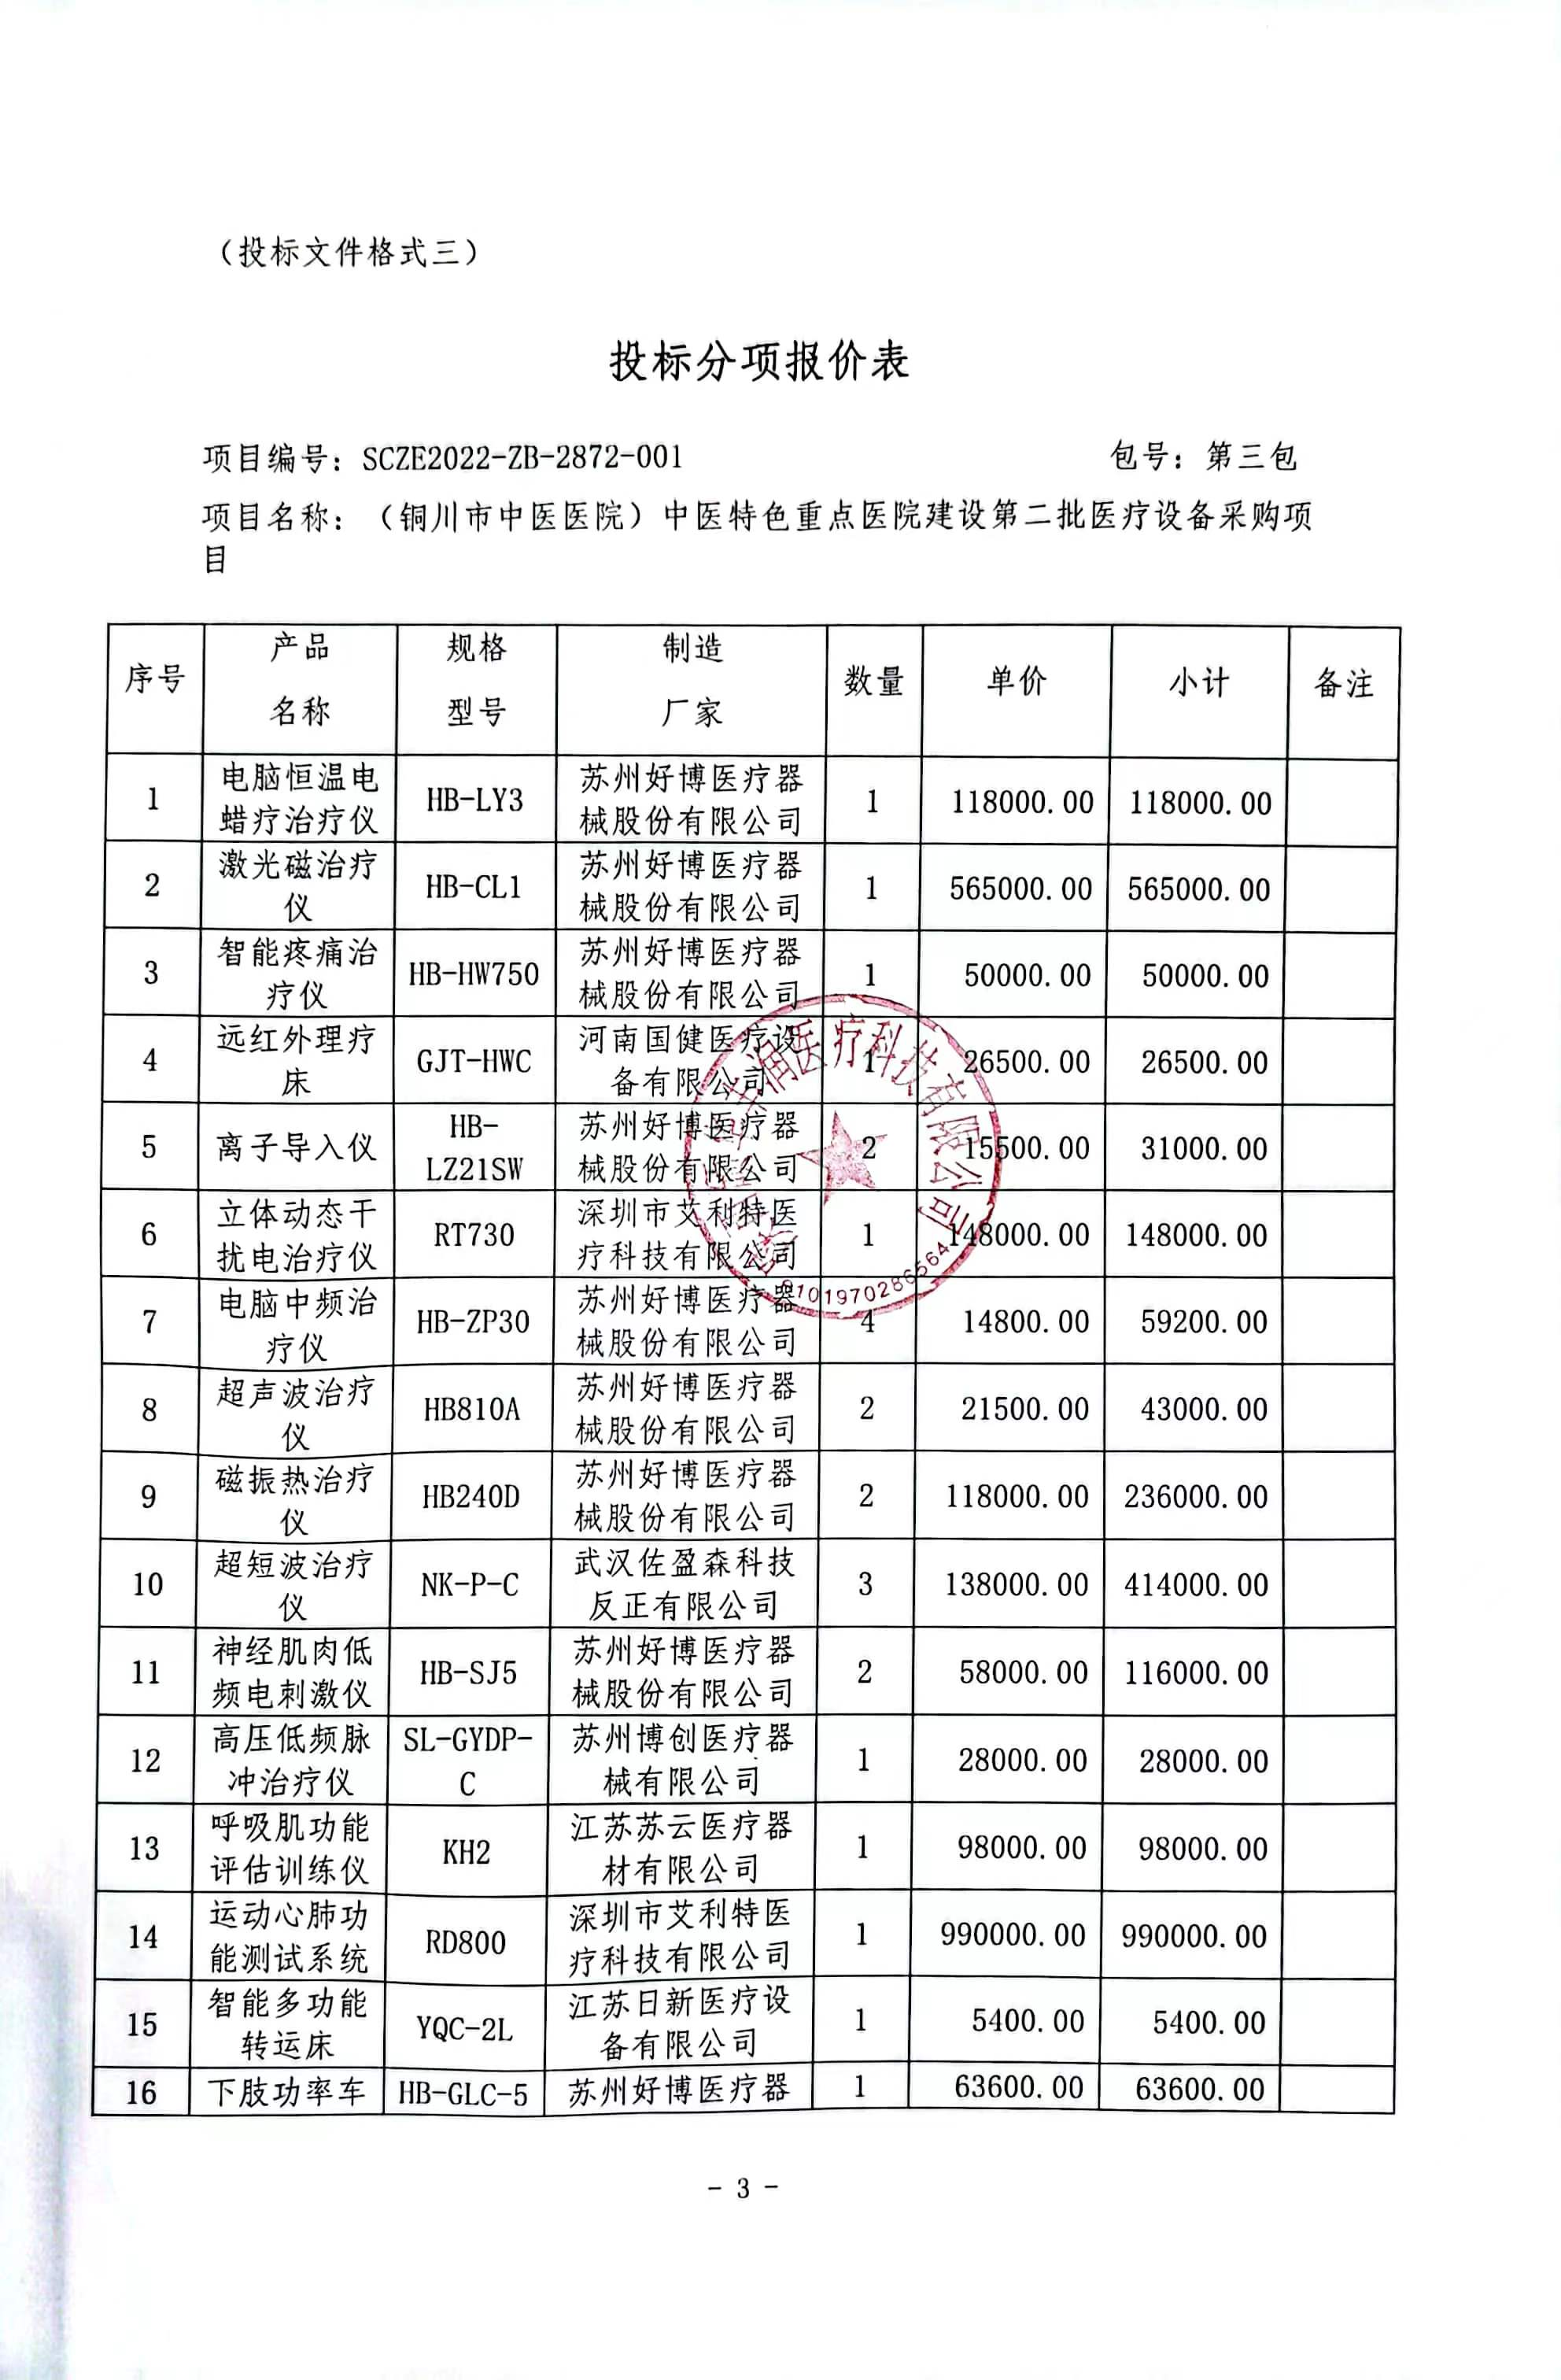 （投标文件格式三）
投标分项报价表
项目编号：SCZE2022-ZB-2872-001 包号：第三包
项目名称：（铜川市中医医院）中医特色重点医院建设第二批医疗设备采购项
目
序号 产品 名称 规格 型号 制造 厂家 数量 单价 小计 备注
1 电脑恒温电 蜡疗治疗仪 HB-LY3 苏州好博医疗器 械股份有限公司 1 118000.00 118000.00
2 激光磁治疗 仪 HB-CL1 苏州好博医疗器 械股份有限公司 1 565000.00 565000.00
3 智能疼痛治 疗仪 HB-HW750 苏州好博医疗器 械股份有限公司 1 50000.00 50000.00
4 远红外理疗 床 GJT-HWC 河南国健医疗设 备有限公司 1 26500.00 26500.00
5 离子导入仪 HB- LZ21SW 苏州好博医疗器 械股份有限公司 2 15500.00 31000.00
6 立体动态干 扰电治疗仪 RT730 深圳市艾利特医 疗科技有限公司 1 148000.00 148000.00
7 电脑中频治 疗仪 HB-ZP30 苏州好博医疗器 械股份有限公司 4 14800.00 59200.00
8 超声波治疗 仪 HB810A 苏州好博医疗器 械股份有限公司 2 21500.00 43000.00
9 磁振热治疗 仪 HB240D 苏州好博医疗器 械股份有限公司 2 118000.00 236000.00
10 超短波治疗 仪 NK-P-C 武汉佐盈森科技 反正有限公司 3 138000.00 414000.00
11 神经肌肉低 频电刺激仪 HB-SJ5 苏州好博医疗器 械股份有限公司 2 58000.00 116000.00
12 高压低频脉 冲治疗仪 SL-GYDP- C 苏州博创医疗器 械有限公司 1 28000.00 28000.00
13 呼吸肌功能 评估训练仪 KH2 江苏苏云医疗器 材有限公司 1 98000.00 98000.00
14 运动心肺功 能测试系统 RD800 深圳市艾利特医 疗科技有限公司 1 990000.00 990000.00
15 智能多功能 转运床 YQC-2L 江苏日新医疗设 备有限公司 1 5400.00 5400.00
16 下肢功率车 HB-GLC-5 苏州好博医疗器 1 63600.00 63600.00
润医疗科技有限公司
- 3 -